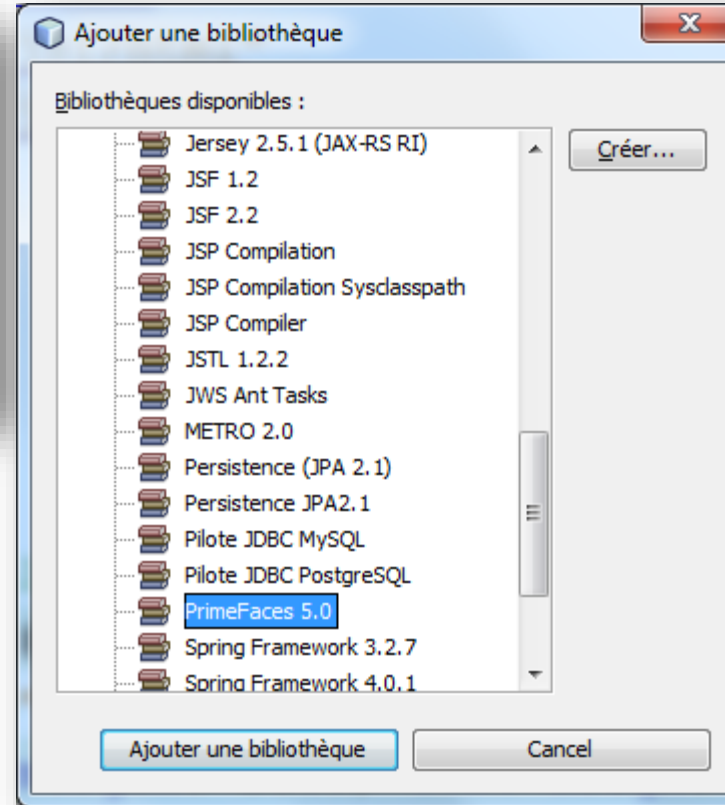 Ajouter une bibliothèque
Bibliothèques disponibles :
Jersey 2.5.1 (JAX-RS RI)
Créer...
JSF 1.2
JSF 2.2
JSP Compilation
JSP Compilation Sysclasspath
JSP Compiler
JSTL 1.2.2
JWS Ant Tasks
METRO 2.0
Persistence (JPA 2.1)
Persistence JPA2.1
Pilote JDBC MySQL
Pilote JDBC PostgreSQL
PrimeFaces 5.0
Spring Framework 3.2.7
Spring Framework 4.0.1
Ajouter une bibliothèque
Cancel